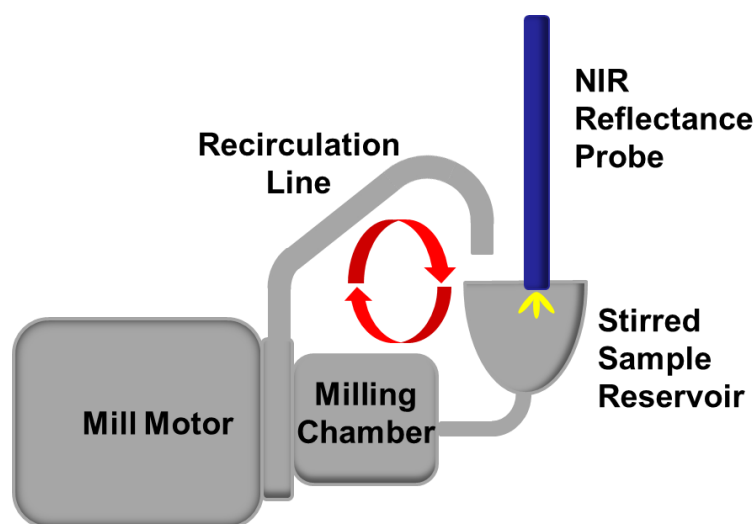 NIR
Reflectance
Probe
Recirculation
Line
Stirred
Sample
Reservoir
Mill Motor
Milling
Chamber